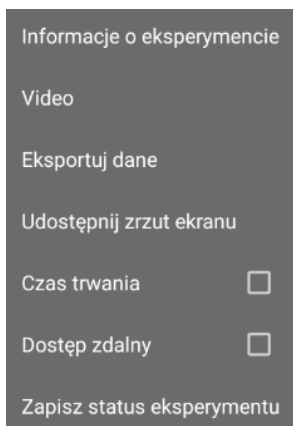 Informacje o eksperymencie
Video
Eksportuj dane
Udostępnij zrzut ekranu
Czas trwania
Dostęp zdalny
Zapisz status eksperymentu